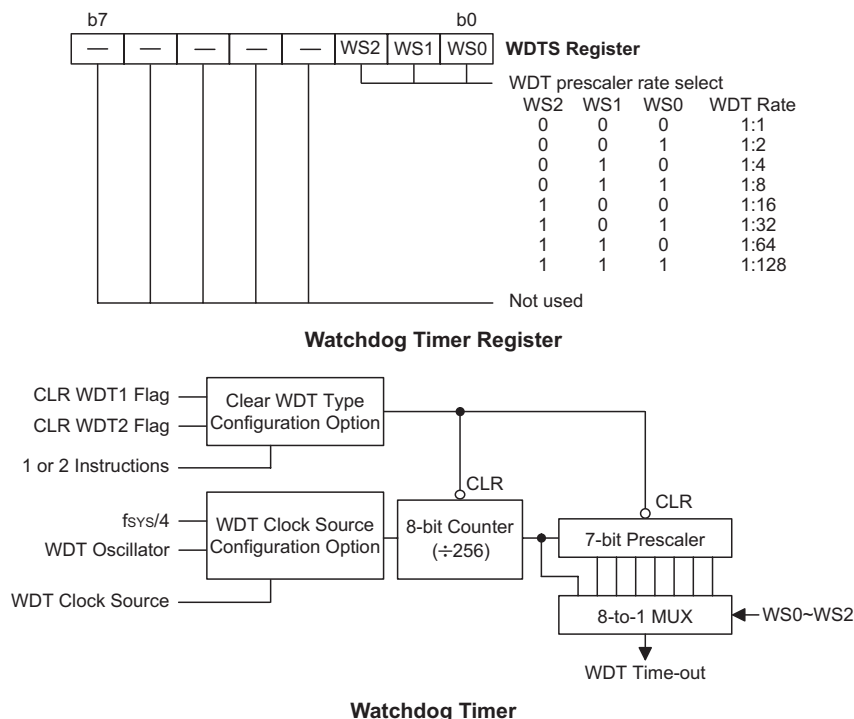 b7 b0
— — — — — WS2 WS1 WS0 WDTS Register
WDT prescaler rate select
WS2 WS1 WS0 WDT Rate
0 0 0 1:1
0 0 1 1:2
0 1 0 1:4
0 1 1 1:8
1 0 0 1:16
1 0 1 1:32
1 1 0 1:64
1 1 1 1:128
Not used
Watchdog Timer Register
CLR WDT1 Flag
CLR WDT2 Flag
1 or 2 Instructions
Clear WDT Type
Configuration Option
CLR
CLR
fSYS/4
WDT Oscillator
WDT Clock Source
WDT Clock Source
Configuration Option
8-bit Counter
(÷256)
7-bit Prescaler
8-to-1 MUX
WS0~WS2
WDT Time-out
Watchdog Timer